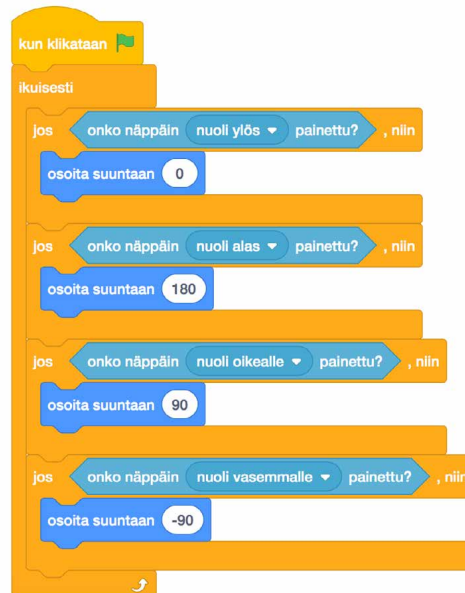 kun klikataan
ikuisesti
jos onko näppäin nuoli ylös painettu? , niin
osoita suuntaan 0
jos onko näppäin nuoli alas painettu? , niin
osoita suuntaan 180
jos onko näppäin nuoli oikealle painettu? , niin
osoita suuntaan 90
jos onko näppäin nuoli vasemmalle painettu? , niin
osoita suuntaan -90